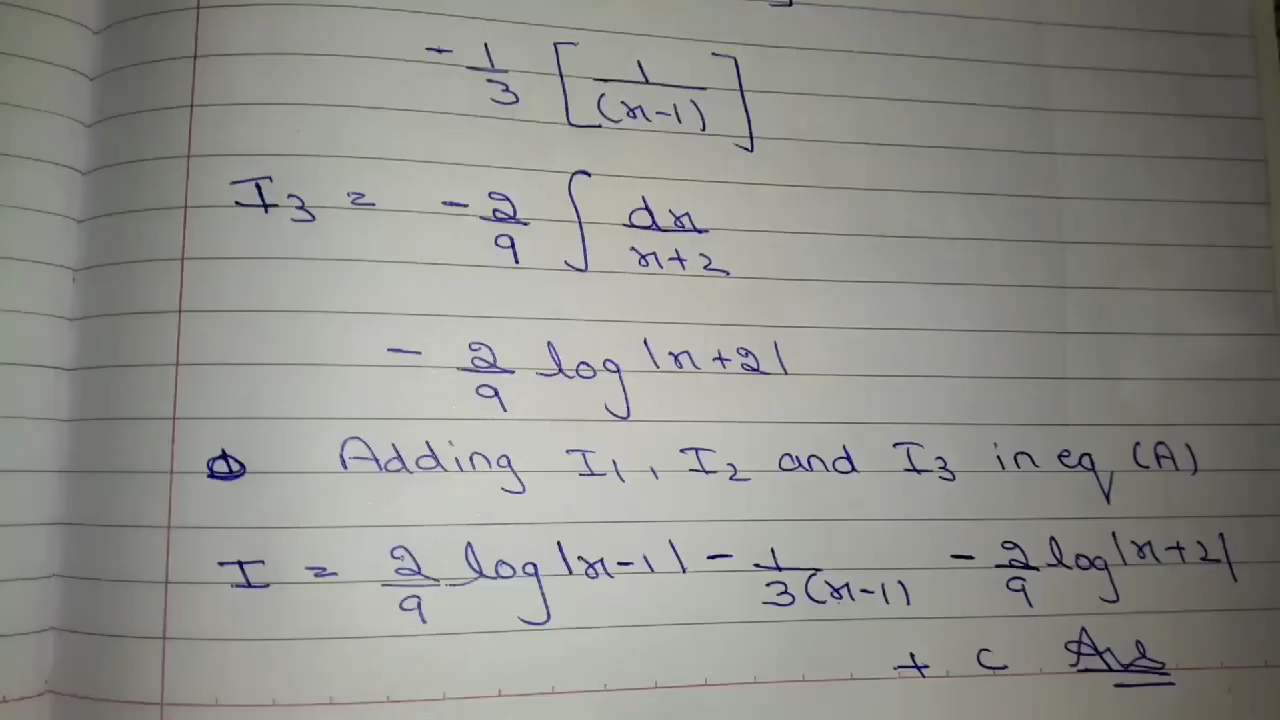 - 1/3 [ 1/(x-1) ]
I3 = - 2/9 ∫ dx/x+2
- 2/9 log |x+2|
Adding I1, I2 and I3 in eq (A)
I = 2/9 log|x-1| - 1/3(x-1) - 2/9 log|x+2|
+ c Ans